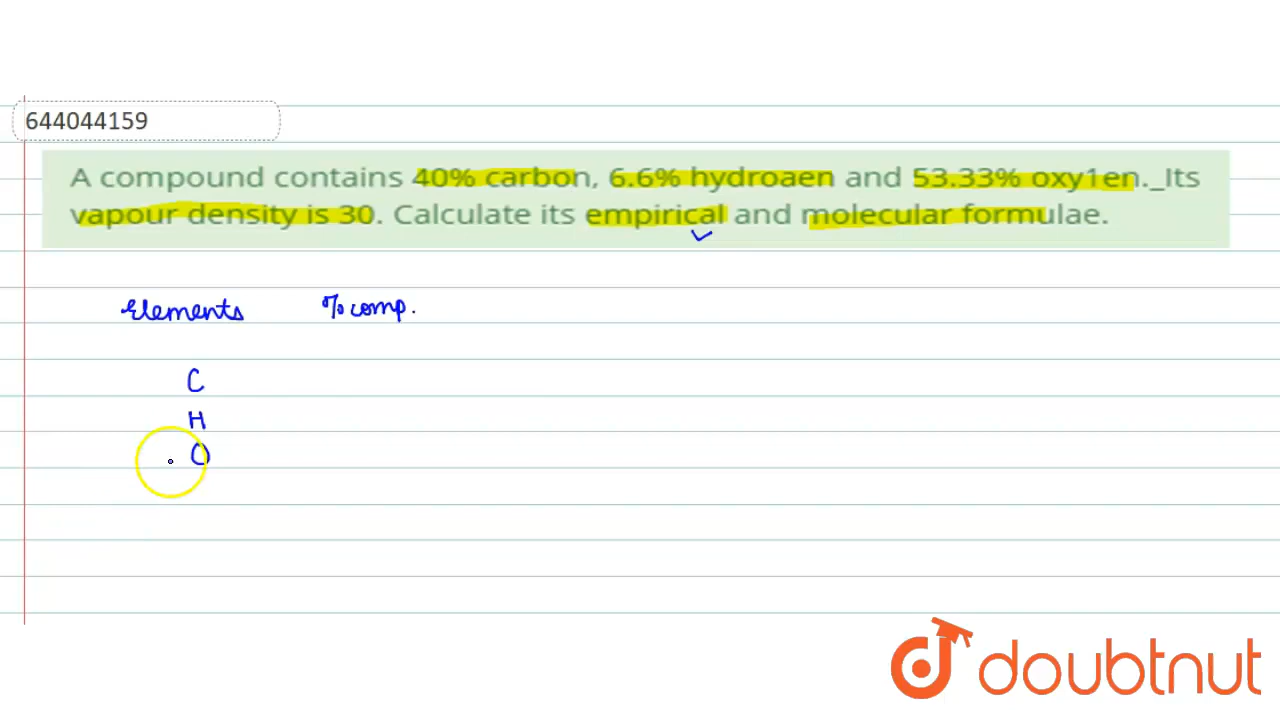 644044159
A compound contains 40% carbon, 6.6% hydroaen and 53.33% oxy1en._Its
vapour density is 30. Calculate its empirical and molecular formulae.
Elements % comp.
C
H
O
doubtnut